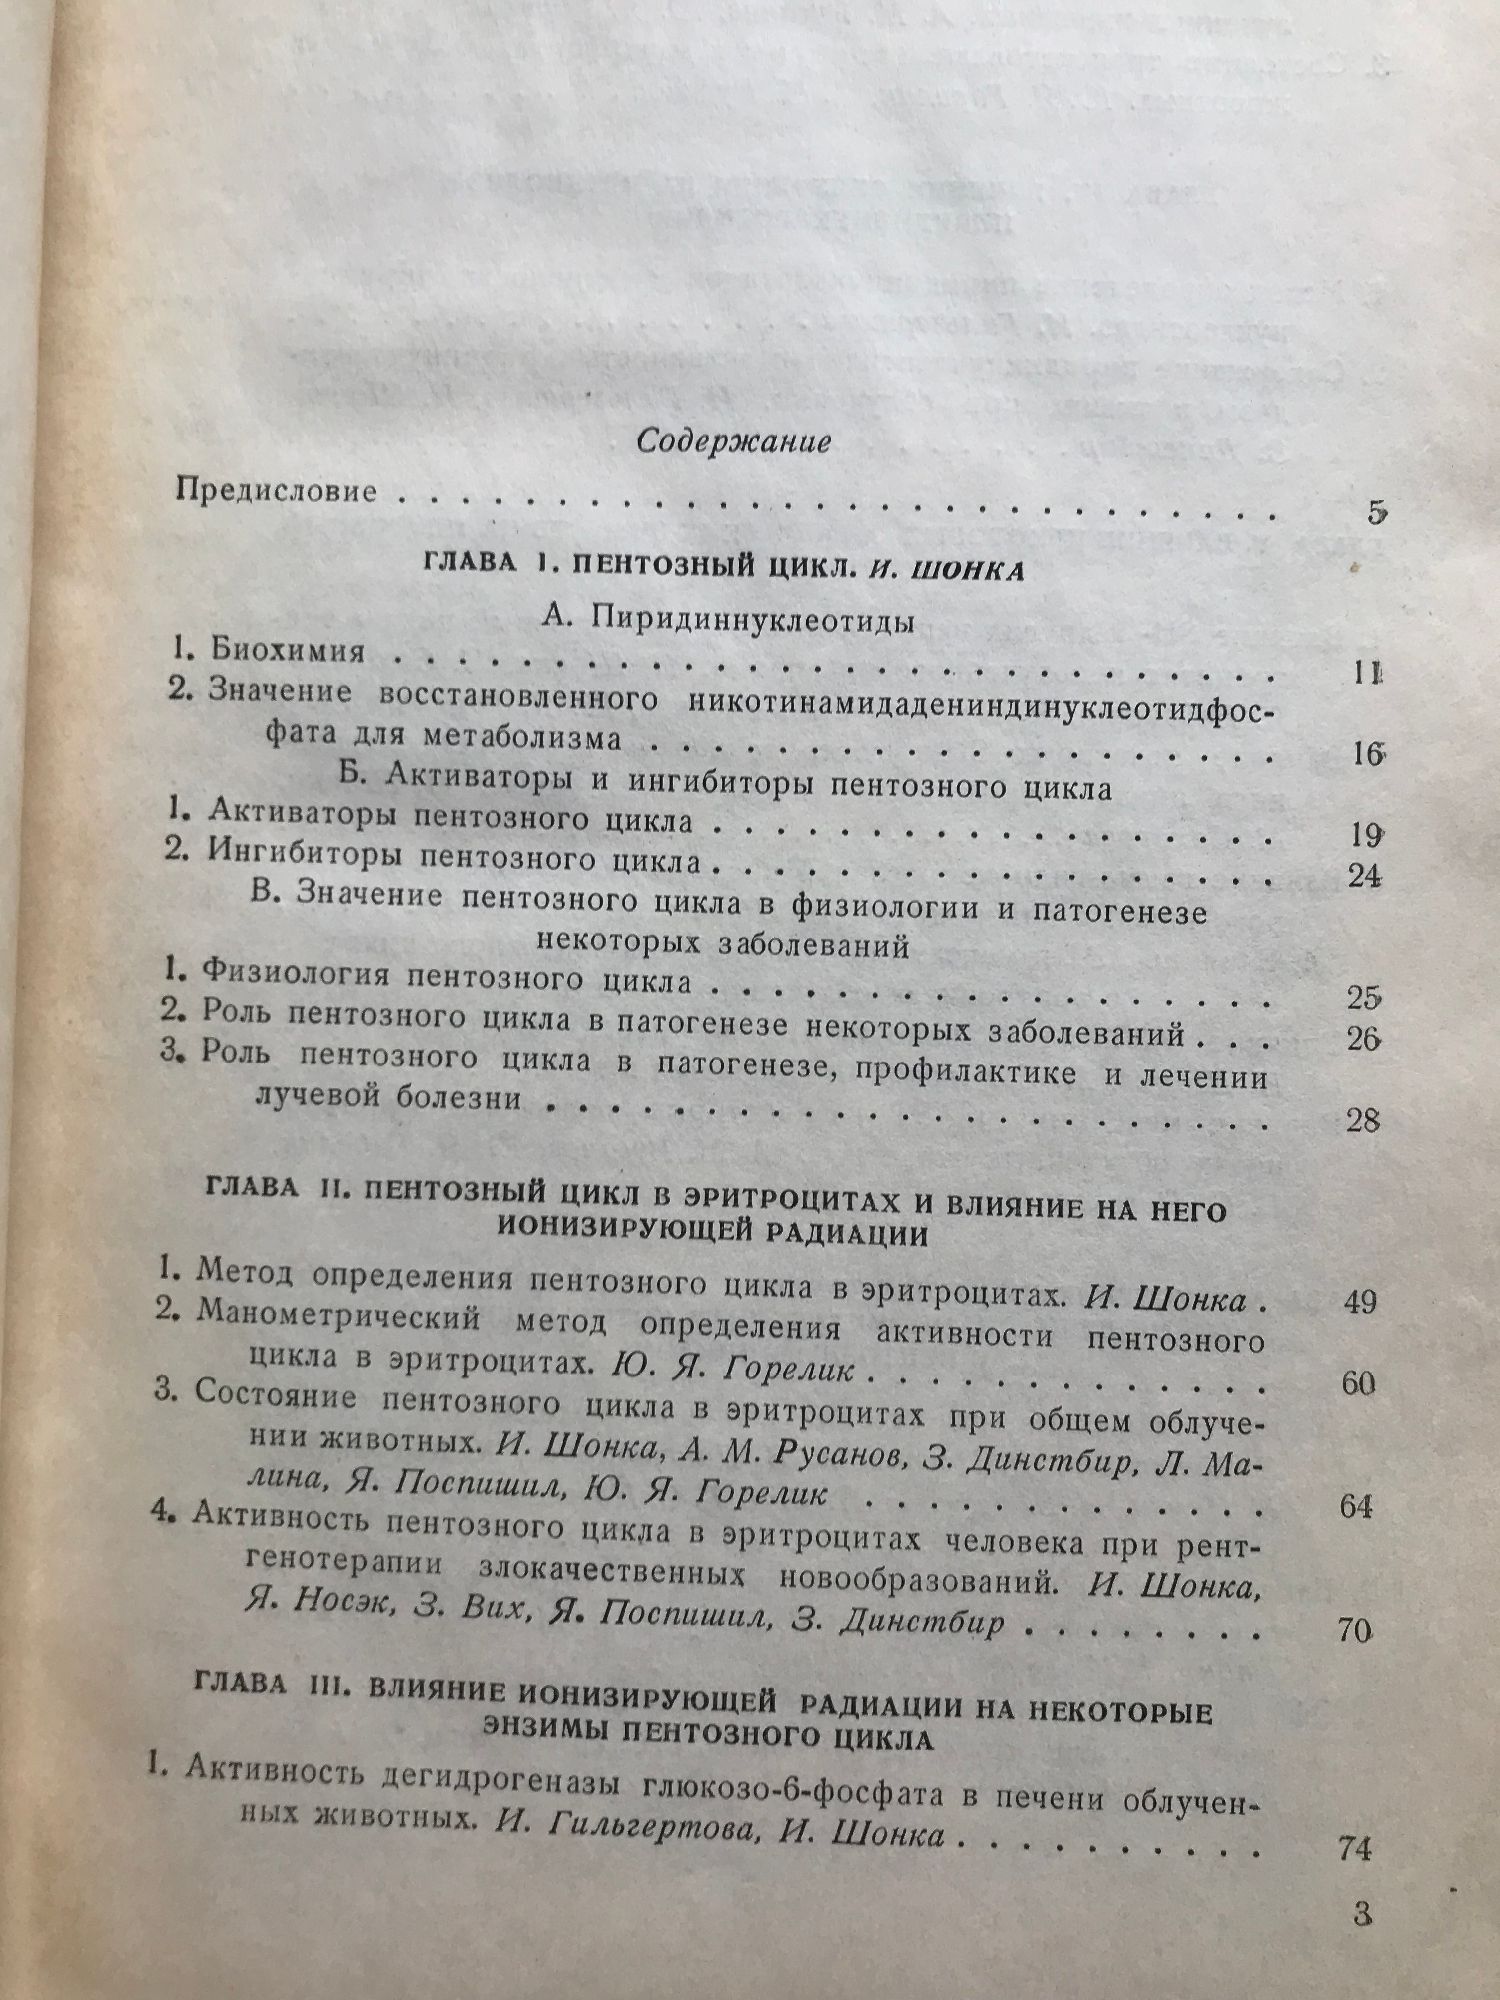 Содержание
Предисловие . . . . . . . . . . . . . . . . . . . . . . . . . . . . 5
ГЛАВА I. ПЕНТОЗНЫЙ ЦИКЛ. И. ШОНКА
А. Пиридиннуклеотиды
1. Биохимия . . . . . . . . . . . . . . . . . . . . . . . . . . . . 11
2. Значение восстановленного никотинамидадениндинуклеотидфос-
фата для метаболизма . . . . . . . . . . . . . . . . . . . . 16
Б. Активаторы и ингибиторы пентозного цикла
1. Активаторы пентозного цикла . . . . . . . . . . . . . . . . . . 19
2. Ингибиторы пентозного цикла . . . . . . . . . . . . . . . . . . 24
В. Значение пентозного цикла в физиологии и патогенезе
некоторых заболеваний
1. Физиология пентозного цикла . . . . . . . . . . . . . . . . . . 25
2. Роль пентозного цикла в патогенезе некоторых заболеваний . . . 26
3. Роль пентозного цикла в патогенезе, профилактике и лечении
лучевой болезни . . . . . . . . . . . . . . . . . . . . . . . 28
ГЛАВА II. ПЕНТОЗНЫЙ ЦИКЛ В ЭРИТРОЦИТАХ И ВЛИЯНИЕ НА НЕГО
ИОНИЗИРУЮЩЕЙ РАДИАЦИИ
1. Метод определения пентозного цикла в эритроцитах. И. Шонка . 49
2. Манометрический метод определения активности пентозного
цикла в эритроцитах. Ю. Я. Горелик . . . . . . . . . . . . . 60
3. Состояние пентозного цикла в эритроцитах при общем облуче-
нии животных. И. Шонка, А. М. Русанов, З. Динстбир, Л. Ма-
лина, Я. Поспишил, Ю. Я. Горелик . . . . . . . . . . . . . 64
4. Активность пентозного цикла в эритроцитах человека при рент-
генотерапии злокачественных новообразований. И. Шонка,
Я. Носэк, З. Вих, Я. Поспишил, З. Динстбир . . . . . . . . 70
ГЛАВА III. ВЛИЯНИЕ ИОНИЗИРУЮЩЕЙ РАДИАЦИИ НА НЕКОТОРЫЕ
ЭНЗИМЫ ПЕНТОЗНОГО ЦИКЛА
1. Активность дегидрогеназы глюкозо-6-фосфата в печени облучен-
ных животных. И. Гильгертова, И. Шонка . . . . . . . . . . 74
3